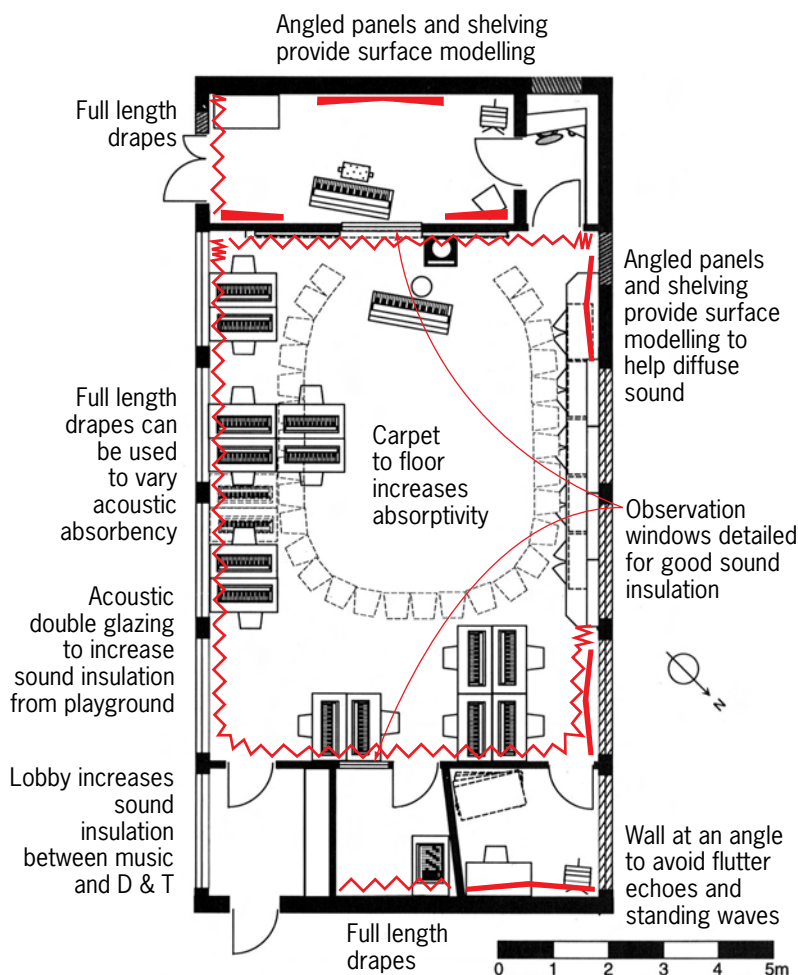 Angled panels and shelving
provide surface modelling
Full length
drapes
Angled panels
and shelving
provide surface
modelling to
help diffuse
sound
Full length
drapes can
be used
to vary
acoustic
absorbency
Carpet
to floor
increases
absorptivity
Observation
windows detailed
for good sound
insulation
Acoustic
double glazing
to increase
sound insulation
from playground
N
Lobby increases
sound
insulation
between music
and D & T
Wall at an angle
to avoid flutter
echoes and
standing waves
Full length
drapes
0 1 2 3 4 5m